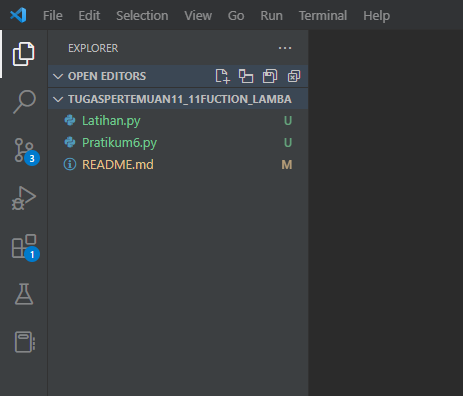 File Edit Selection View Go Run Terminal Help
EXPLORER
OPEN EDITORS
TUGASPERTEMUAN11_11FUCTION_LAMBA
Latihan.py U
Pratikum6.py U
README.md M
3
1